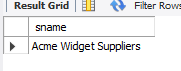 Result Grid Filter Rows
sname
Acme Widget Suppliers